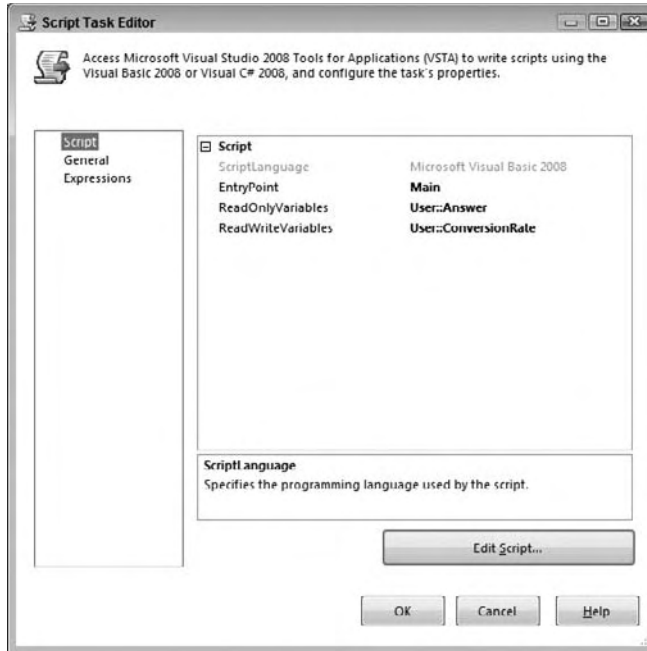 Script Task Editor
Access Microsoft Visual Studio 2008 Tools for Applications (VSTA) to write scripts using the
Visual Basic 2008 or Visual C# 2008, and configure the task's properties.
Script
General
Expressions
Script
ScriptLanguage Microsoft Visual Basic 2008
EntryPoint Main
ReadOnlyVariables User::Answer
ReadWriteVariables User::ConversionRate
ScriptLanguage
Specifies the programming language used by the script.
Edit Script...
OK Cancel Help